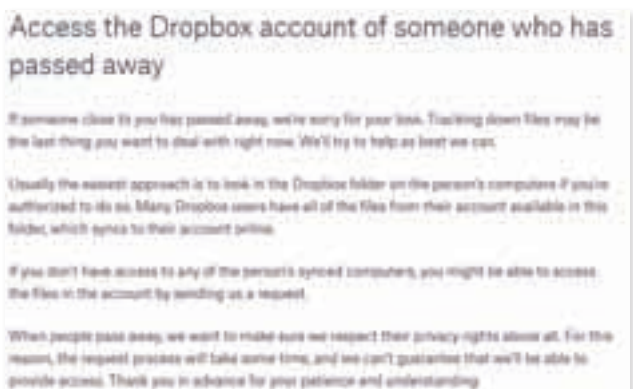 Access the Dropbox account of someone who has
passed away
If someone close to you has passed away, we're sorry for your loss. Tracking down files may be
the last thing you want to deal with right now. We'll try to help as best we can.
Usually the easiest approach is to look in the Dropbox folder on the person's computers if you're
authorized to do so. Many Dropbox users have all of the files from their account available in this
folder, which syncs to their account online.
If you don't have access to any of the person's synced computers, you might be able to access
the files in the account by sending us a request.
When people pass away, we want to make sure we respect their privacy rights above all. For this
reason, the request process will take some time, and we can't guarantee that we'll be able to
provide access. Thank you in advance for your patience and understanding.